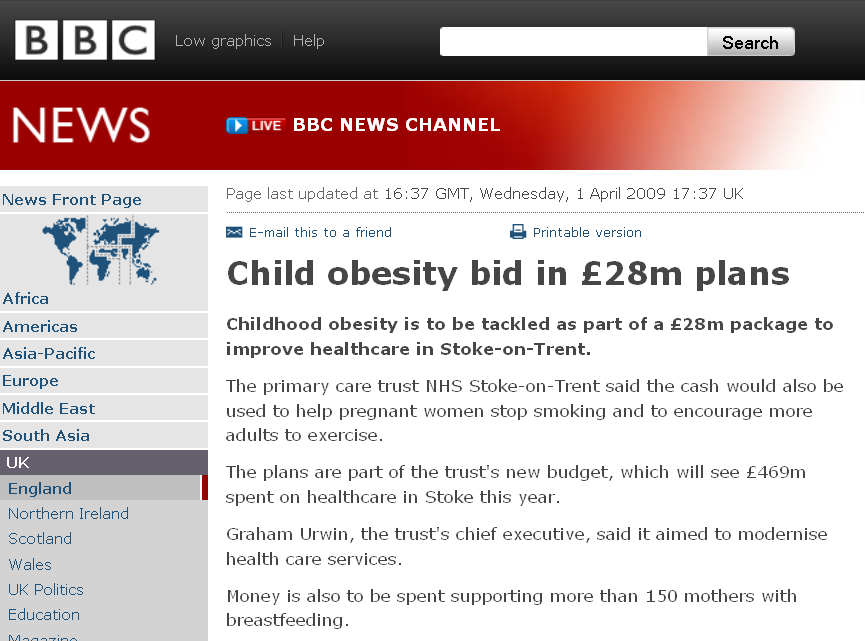 BBC Low graphics Help Search
NEWS LIVE BBC NEWS CHANNEL
News Front Page
Africa
Americas
Asia-Pacific
Europe
Middle East
South Asia
UK
England
Northern Ireland
Scotland
Wales
UK Politics
Education
Magazine
Page last updated at 16:37 GMT, Wednesday, 1 April 2009 17:37 UK
E-mail this to a friend Printable version
Child obesity bid in £28m plans
Childhood obesity is to be tackled as part of a £28m package to
improve healthcare in Stoke-on-Trent.
The primary care trust NHS Stoke-on-Trent said the cash would also be
used to help pregnant women stop smoking and to encourage more
adults to exercise.
The plans are part of the trust's new budget, which will see £469m
spent on healthcare in Stoke this year.
Graham Urwin, the trust's chief executive, said it aimed to modernise
health care services.
Money is also to be spent supporting more than 150 mothers with
breastfeeding.